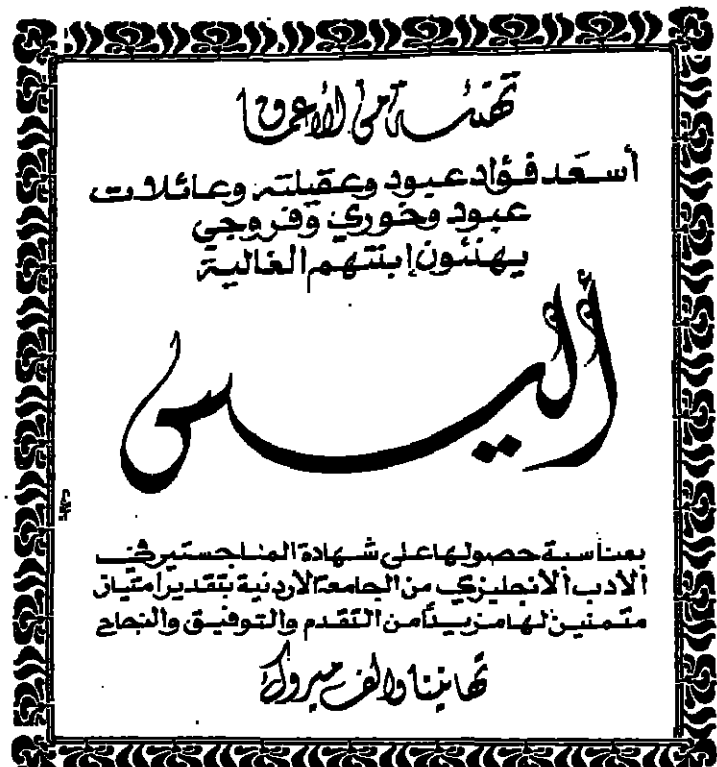 تهنئة من الأعماق
أسعد فؤاد عبود وعقيلته وعائلات
عبود وخوري وفروجي
يهنئون إبنتهم الغالية
أليس
بمناسبة حصولها على شهادة الماجستير في
الأدب الانجليزي من الجامعة الاردنية بتقدير امتياز
متمنين لها مزيداً من التقدم والتوفيق والنجاح
تهانينا والف مبروك